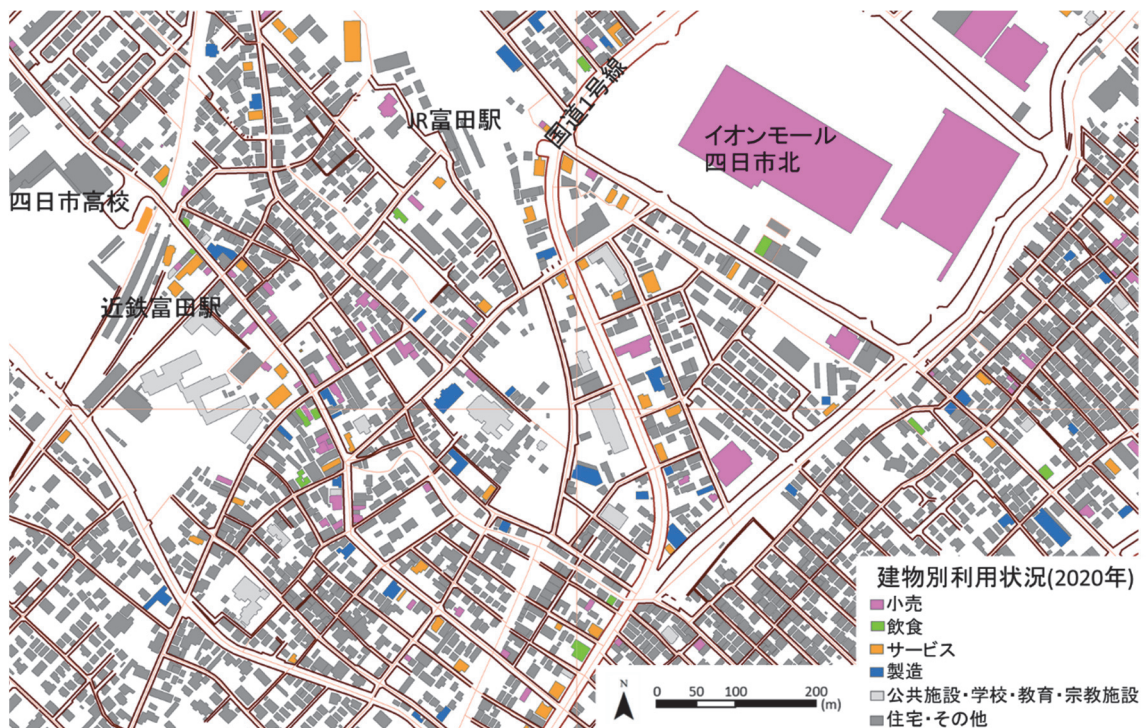 国道1号線
JR富田駅
イオンモール
四日市北
四日市高校
近鉄富田駅
建物別利用状況(2020年)
小売
飲食
サービス
製造
公共施設・学校・教育・宗教施設
住宅・その他
N
0 50 100 200
(m)